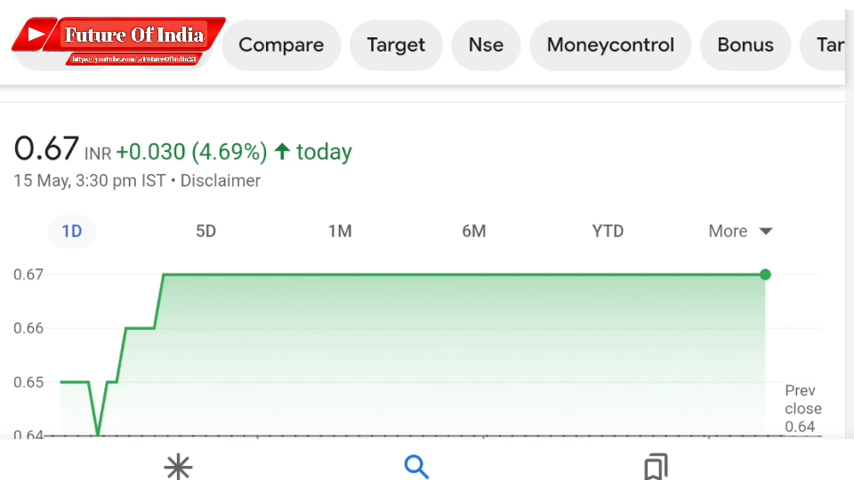 Future Of India
Compare
Target
Nse
Moneycontrol
Bonus
Tar
0.67 INR +0.030 (4.69%) ↑ today
15 May, 3:30 pm IST • Disclaimer
1D
5D
1M
6M
YTD
More
0.67
0.66
0.65
0.64
Prev
close
0.64